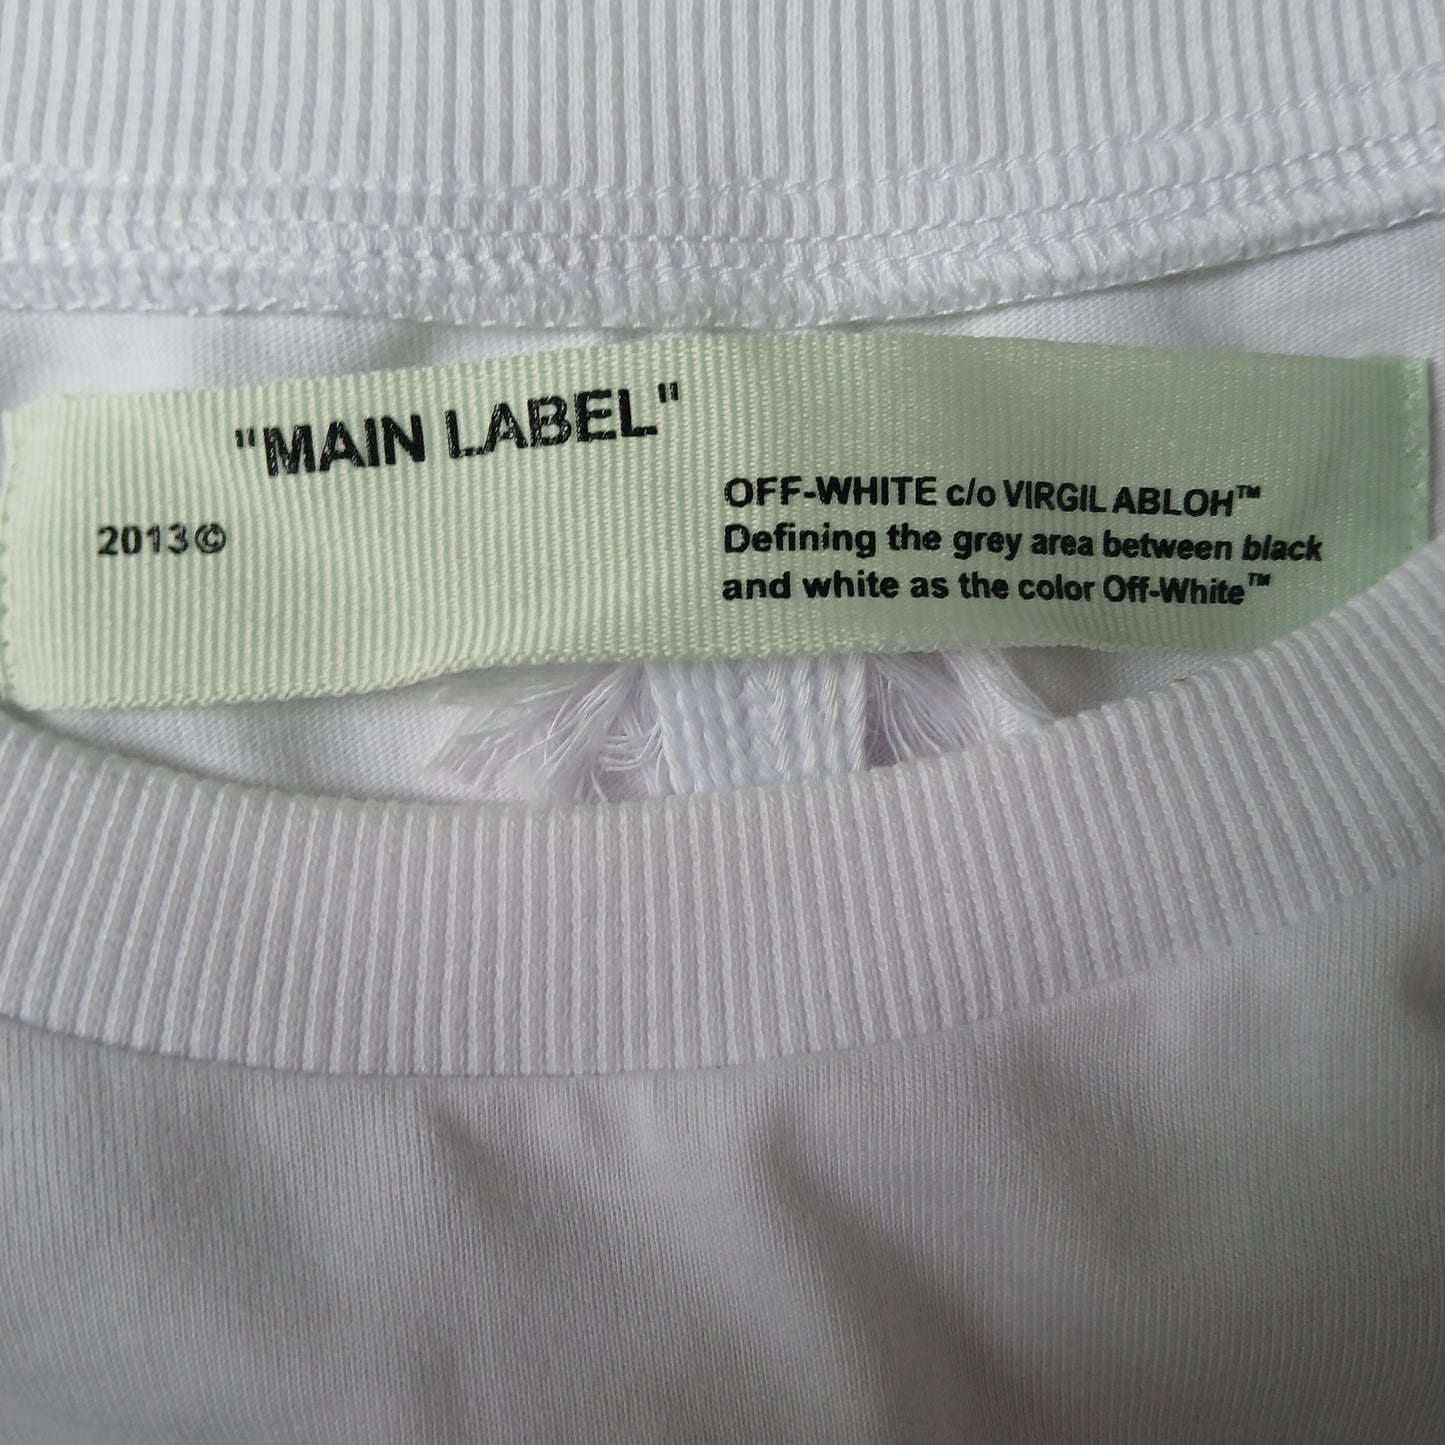 "MAIN LABEL"
2013©
OFF-WHITE c/o VIRGIL ABLOH™
Defining the grey area between black
and white as the color Off-White™